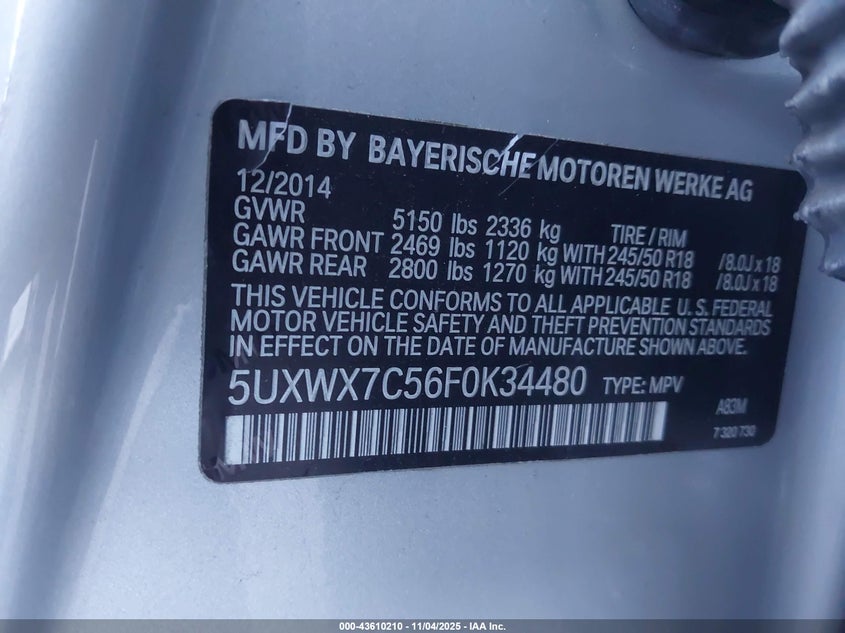 MFD BY BAYERISCHE MOTOREN WERKE AG
12/2014
GVWR 5150 lbs 2336 kg TIRE / RIM
GAWR FRONT 2469 lbs 1120 kg WITH 245/50 R18 /8.0J x 18
GAWR REAR 2800 lbs 1270 kg WITH 245/50 R18 /8.0J x 18
THIS VEHICLE CONFORMS TO ALL APPLICABLE U. S. FEDERAL
MOTOR VEHICLE SAFETY AND THEFT PREVENTION STANDARDS
IN EFFECT ON THE DATE OF MANUFACTURE SHOWN ABOVE.
5UXWX7C56F0K34480 TYPE: MPV A83M
7 320 730
000-43610210 - 11/04/2025 - IAA Inc.